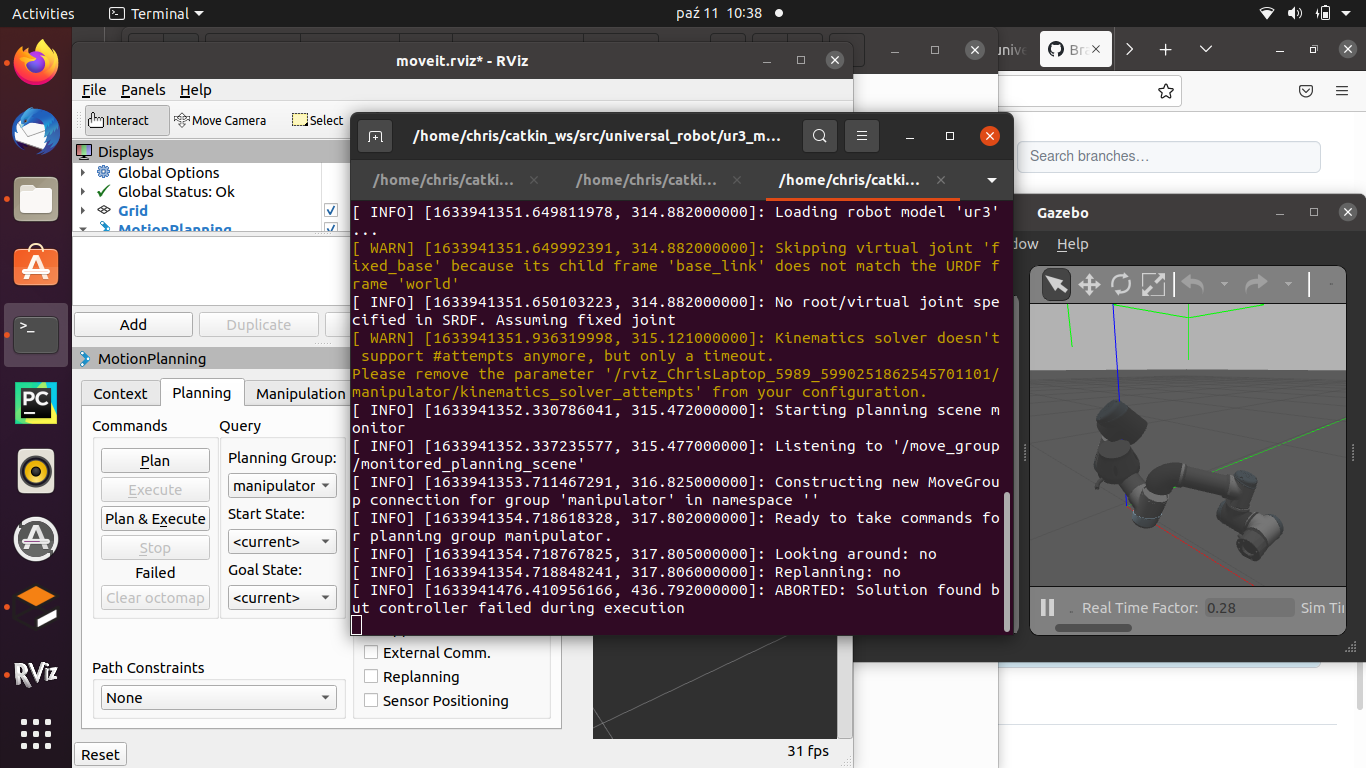 Activities
Terminal
paź 11 10:38
moveit.rviz* - RViz
File Panels Help
Interact Move Camera Select
Displays
Global Options
Global Status: Ok
Grid
MotionPlanning
Add Duplicate
MotionPlanning
Context Planning Manipulation
Commands Query
Plan
Execute
Plan & Execute
Stop
Failed
Clear octomap
Planning Group:
manipulator
Start State:
<current>
Goal State:
<current>
Path Constraints
None
External Comm.
Replanning
Sensor Positioning
Reset
31 fps
/home/chris/catkin_ws/src/universal_robot/ur3_m...
/home/chris/catki... /home/chris/catki... /home/chris/catki...
[ INFO] [1633941351.649811978, 314.882000000]: Loading robot model 'ur3'
...
[ WARN] [1633941351.649992391, 314.882000000]: Skipping virtual joint 'f
ixed_base' because its child frame 'base_link' does not match the URDF f
rame 'world'
[ INFO] [1633941351.650103223, 314.882000000]: No root/virtual joint spe
cified in SRDF. Assuming fixed joint
[ WARN] [1633941351.936319998, 315.121000000]: Kinematics solver doesn't
 support #attempts anymore, but only a timeout.
Please remove the parameter '/rviz_ChrisLaptop_5989_5990251862545701101/
manipulator/kinematics_solver_attempts' from your configuration.
[ INFO] [1633941352.330786041, 315.472000000]: Starting planning scene m
onitor
[ INFO] [1633941352.337235577, 315.477000000]: Listening to '/move_group
/monitored_planning_scene'
[ INFO] [1633941353.711467291, 316.825000000]: Constructing new MoveGrou
p connection for group 'manipulator' in namespace ''
[ INFO] [1633941354.718618328, 317.802000000]: Ready to take commands fo
r planning group manipulator.
[ INFO] [1633941354.718767825, 317.805000000]: Looking around: no
[ INFO] [1633941354.718848241, 317.806000000]: Replanning: no
[ INFO] [1633941476.410956166, 436.792000000]: ABORTED: Solution found b
ut controller failed during execution
Search branches...
Gazebo
dow Help
Real Time Factor: 0.28 Sim Ti
RViz
PC